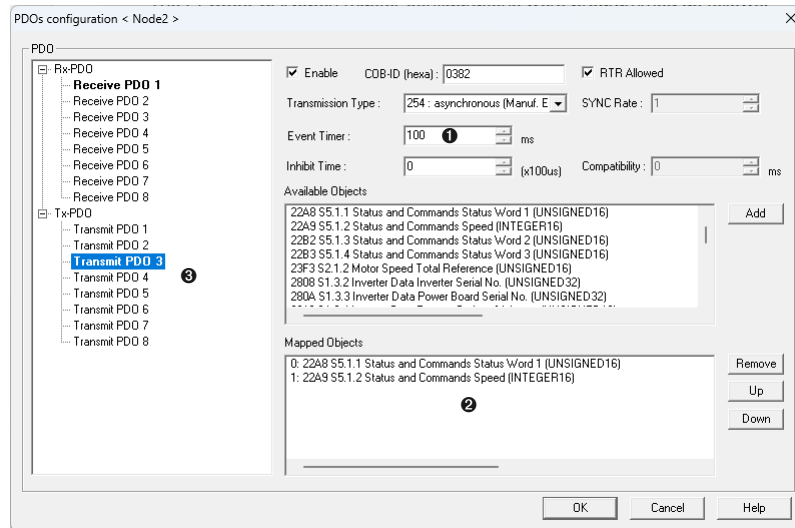 PDOs configuration < Node2 >
PDO
Rx-PDO
Receive PDO 1
Receive PDO 2
Receive PDO 3
Receive PDO 4
Receive PDO 5
Receive PDO 6
Receive PDO 7
Receive PDO 8
Tx-PDO
Transmit PDO 1
Transmit PDO 2
Transmit PDO 3
Transmit PDO 4
Transmit PDO 5
Transmit PDO 6
Transmit PDO 7
Transmit PDO 8
❸
Enable COB-ID (hexa) : 0382 RTR Allowed
Transmission Type : 254 : asynchronous (Manuf. E SYNC Rate : 1
Event Timer : 100 ❶ ms
Inhibit Time : 0 (x100us) Compatibility : 0 ms
Available Objects
22A8 S5.1.1 Status and Commands Status Word 1 (UNSIGNED16)
22A9 S5.1.2 Status and Commands Speed (INTEGER16)
22B2 S5.1.3 Status and Commands Status Word 2 (UNSIGNED16)
22B3 S5.1.4 Status and Commands Status Word 3 (UNSIGNED16)
23F3 S2.1.2 Motor Speed Total Reference (UNSIGNED16)
2808 S1.3.2 Inverter Data Inverter Serial No. (UNSIGNED32)
280A S1.3.3 Inverter Data Power Board Serial No. (UNSIGNED32)
Add
Mapped Objects
0: 22A8 S5.1.1 Status and Commands Status Word 1 (UNSIGNED16)
1: 22A9 S5.1.2 Status and Commands Speed (INTEGER16)
❷
Remove
Up
Down
OK Cancel Help